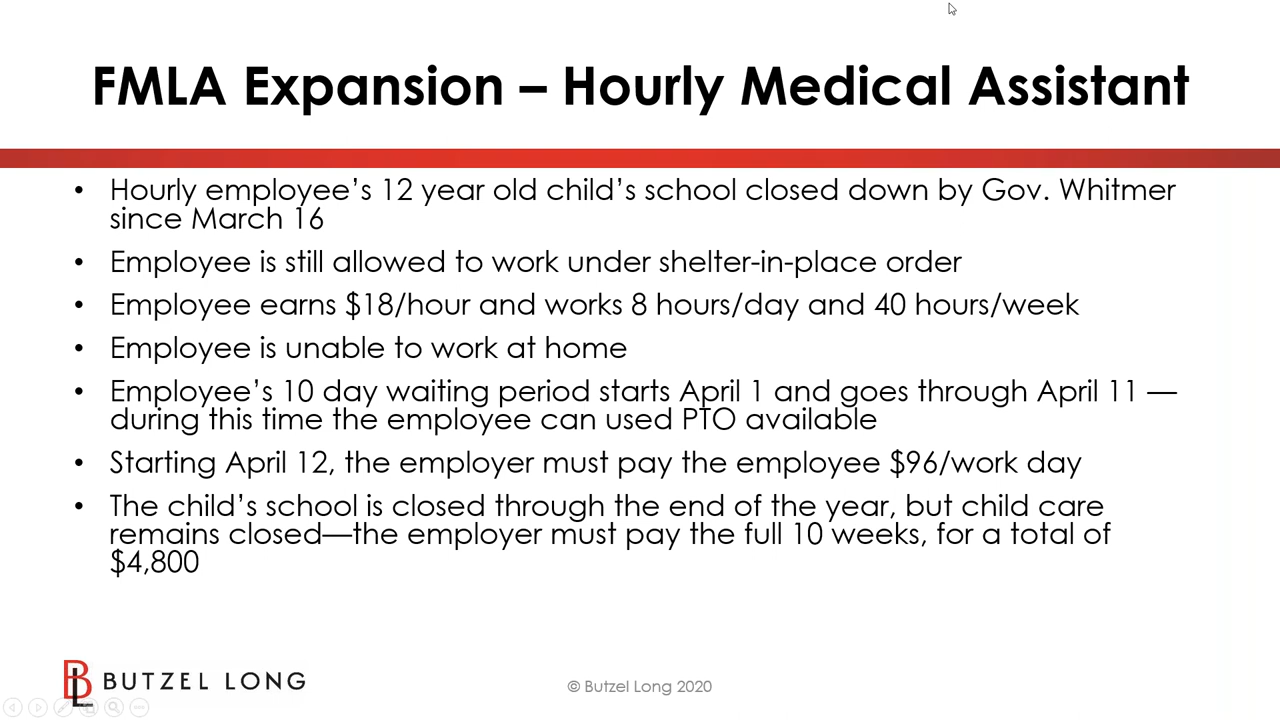 FMLA Expansion – Hourly Medical Assistant
• Hourly employee’s 12 year old child’s school closed down by Gov. Whitmer
since March 16
• Employee is still allowed to work under shelter-in-place order
• Employee earns $18/hour and works 8 hours/day and 40 hours/week
• Employee is unable to work at home
• Employee’s 10 day waiting period starts April 1 and goes through April 11 —
during this time the employee can used PTO available
• Starting April 12, the employer must pay the employee $96/work day
• The child’s school is closed through the end of the year, but child care
remains closed—the employer must pay the full 10 weeks, for a total of
$4,800
BL BUTZEL LONG
© Butzel Long 2020